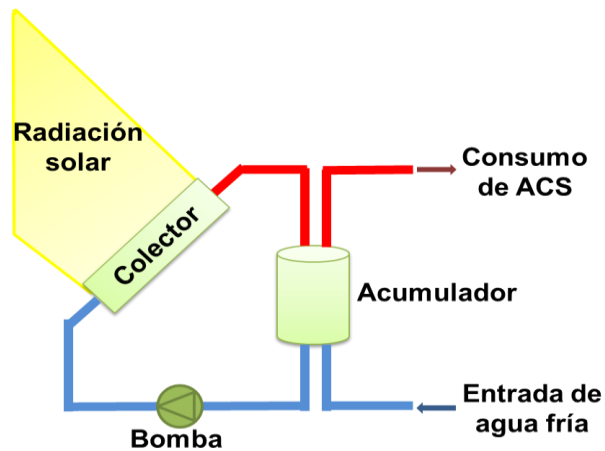 Radiación
solar
Colector
Consumo
de ACS
Acumulador
Entrada de
agua fría
Bomba